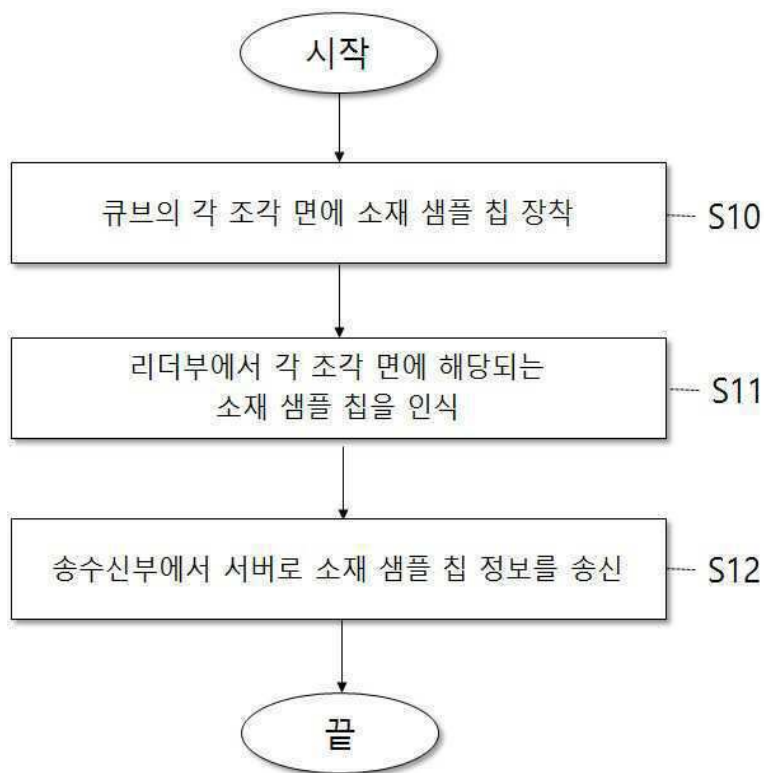 시작
큐브의 각 조각 면에 소재 샘플 칩 장착
S10
리더부에서 각 조각 면에 해당되는
소재 샘플 칩을 인식
S11
송수신부에서 서버로 소재 샘플 칩 정보를 송신
S12
끝